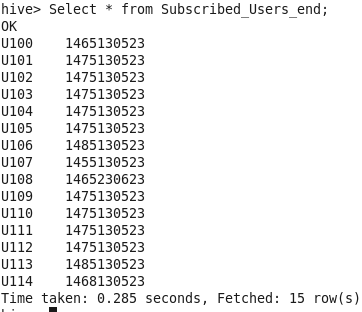 hive> Select * from Subscribed_Users_end;
OK
U100 1465130523
U101 1475130523
U102 1475130523
U103 1475130523
U104 1475130523
U105 1475130523
U106 1485130523
U107 1455130523
U108 1465230623
U109 1475130523
U110 1475130523
U111 1475130523
U112 1475130523
U113 1485130523
U114 1468130523
Time taken: 0.285 seconds, Fetched: 15 row(s)